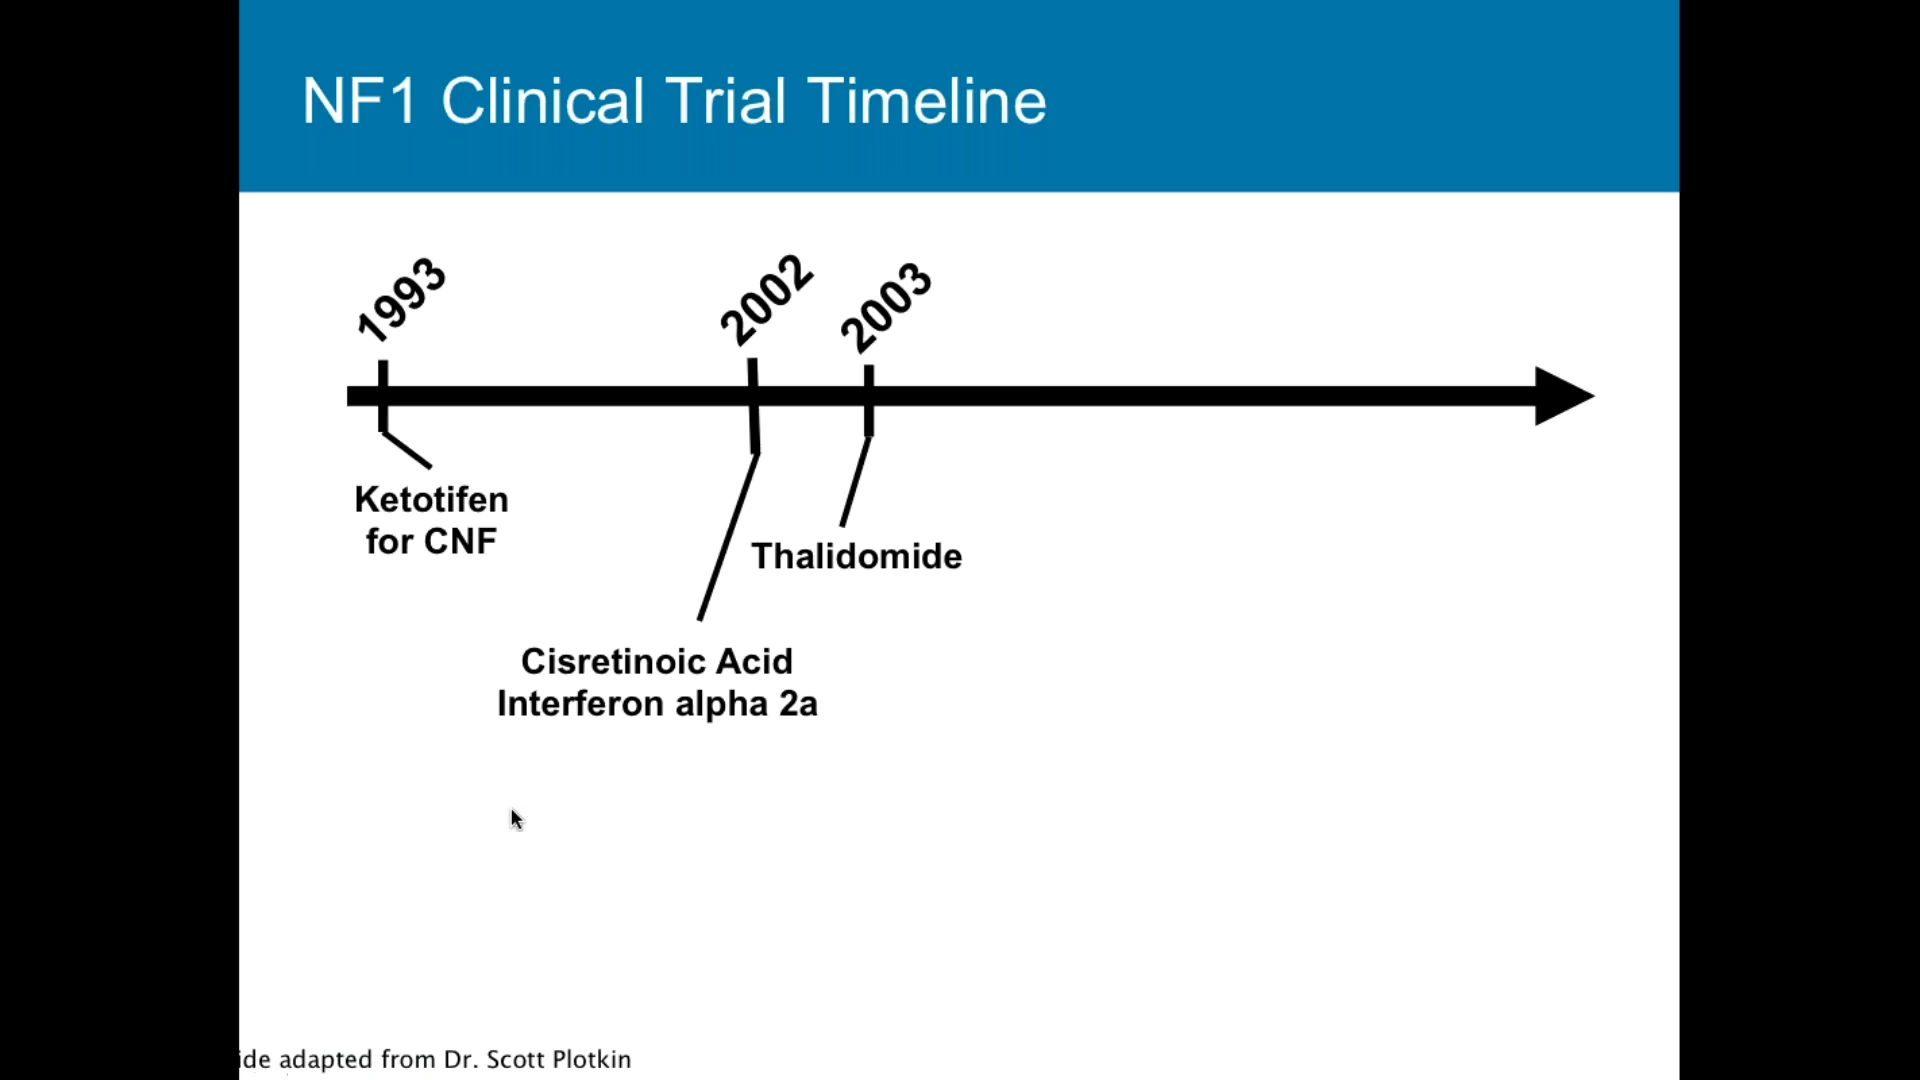 NF1 Clinical Trial Timeline
1993
2002
2003
Ketotifen
for CNF
Thalidomide
Cisretinoic Acid
Interferon alpha 2a
ide adapted from Dr. Scott Plotkin